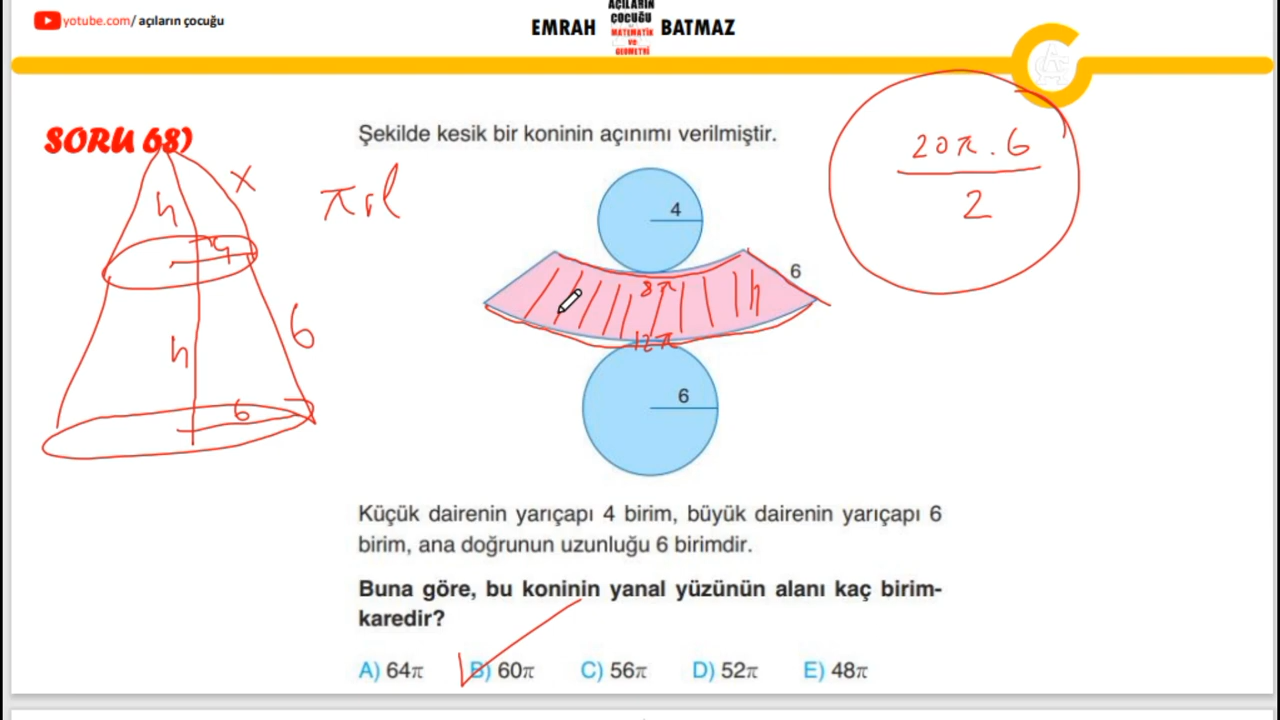 yotube.com/ açıların çocuğu
EMRAH
AÇILARIN
ÇOCUĞU
MATEMATİK
ve
GEOMETRİ
BATMAZ
SORU 68)
Şekilde kesik bir koninin açınımı verilmiştir.
20π . 6
2
πrl
x
h
4
h
6
6
4
6
8π
h
12π
6
Küçük dairenin yarıçapı 4 birim, büyük dairenin yarıçapı 6
birim, ana doğrunun uzunluğu 6 birimdir.
Buna göre, bu koninin yanal yüzünün alanı kaç birim-
karedir?
A) 64π B) 60π C) 56π D) 52π E) 48π